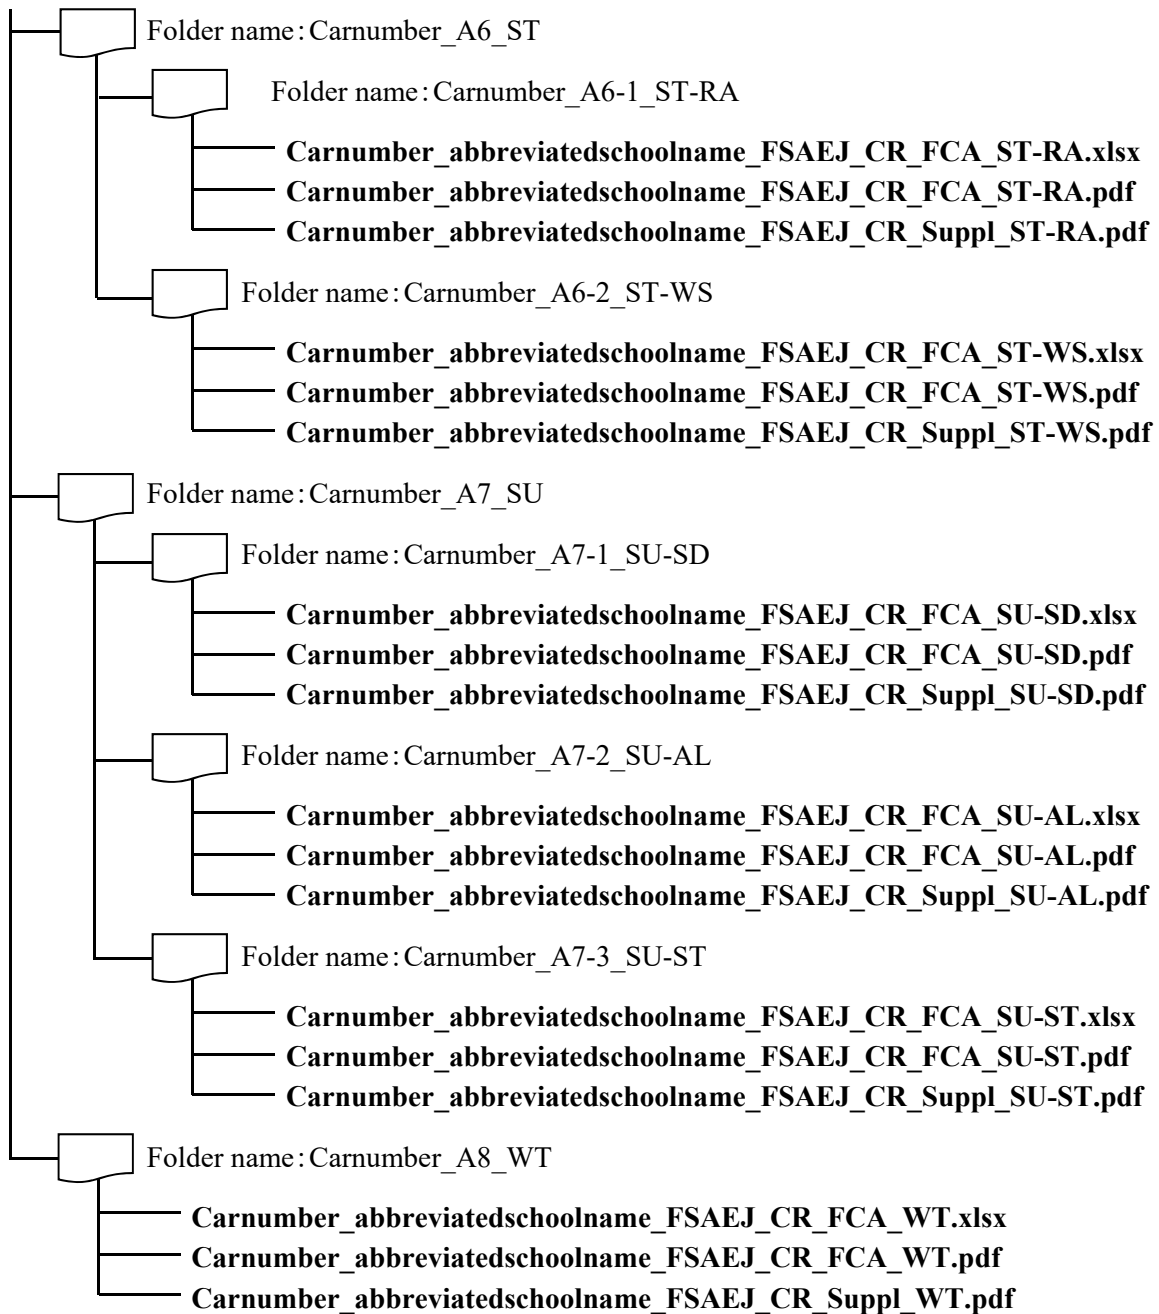 Folder name：Carnumber_A6_ST
Folder name：Carnumber_A6-1_ST-RA
Carnumber_abbreviatedschoolname_FSAEJ_CR_FCA_ST-RA.xlsx
Carnumber_abbreviatedschoolname_FSAEJ_CR_FCA_ST-RA.pdf
Carnumber_abbreviatedschoolname_FSAEJ_CR_Suppl_ST-RA.pdf
Folder name：Carnumber_A6-2_ST-WS
Carnumber_abbreviatedschoolname_FSAEJ_CR_FCA_ST-WS.xlsx
Carnumber_abbreviatedschoolname_FSAEJ_CR_FCA_ST-WS.pdf
Carnumber_abbreviatedschoolname_FSAEJ_CR_Suppl_ST-WS.pdf
Folder name：Carnumber_A7_SU
Folder name：Carnumber_A7-1_SU-SD
Carnumber_abbreviatedschoolname_FSAEJ_CR_FCA_SU-SD.xlsx
Carnumber_abbreviatedschoolname_FSAEJ_CR_FCA_SU-SD.pdf
Carnumber_abbreviatedschoolname_FSAEJ_CR_Suppl_SU-SD.pdf
Folder name：Carnumber_A7-2_SU-AL
Carnumber_abbreviatedschoolname_FSAEJ_CR_FCA_SU-AL.xlsx
Carnumber_abbreviatedschoolname_FSAEJ_CR_FCA_SU-AL.pdf
Carnumber_abbreviatedschoolname_FSAEJ_CR_Suppl_SU-AL.pdf
Folder name：Carnumber_A7-3_SU-ST
Carnumber_abbreviatedschoolname_FSAEJ_CR_FCA_SU-ST.xlsx
Carnumber_abbreviatedschoolname_FSAEJ_CR_FCA_SU-ST.pdf
Carnumber_abbreviatedschoolname_FSAEJ_CR_Suppl_SU-ST.pdf
Folder name：Carnumber_A8_WT
Carnumber_abbreviatedschoolname_FSAEJ_CR_FCA_WT.xlsx
Carnumber_abbreviatedschoolname_FSAEJ_CR_FCA_WT.pdf
Carnumber_abbreviatedschoolname_FSAEJ_CR_Suppl_WT.pdf